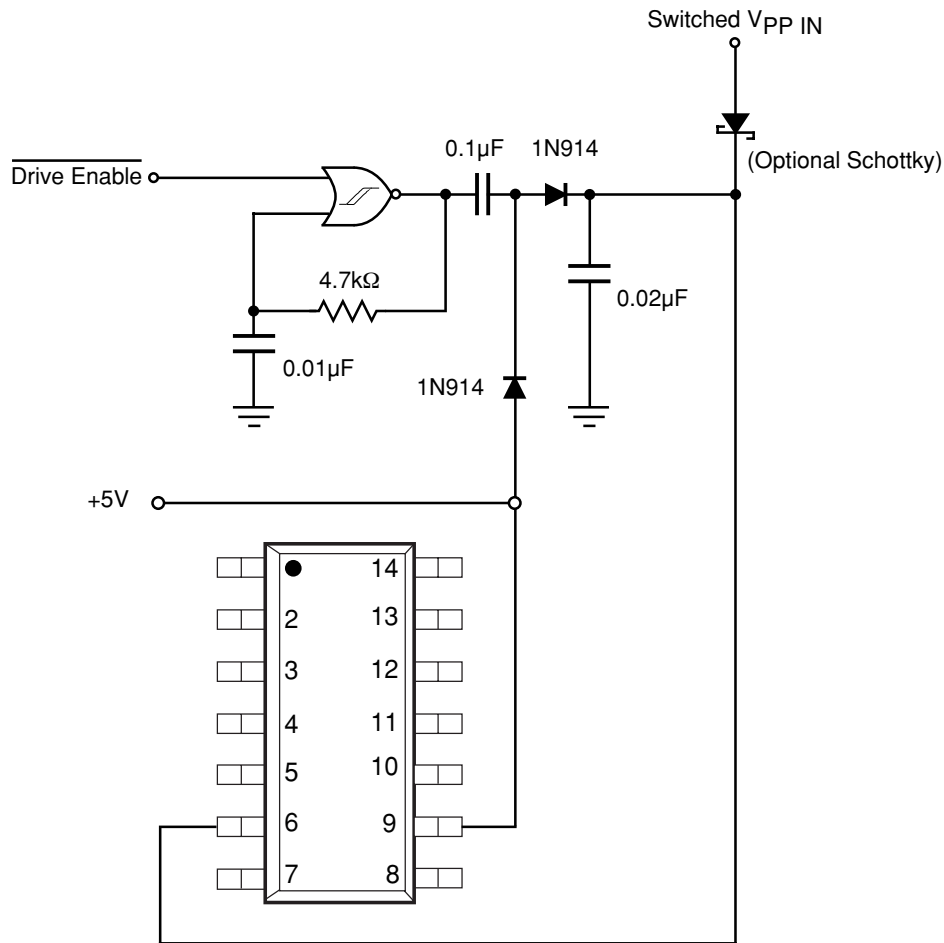 Switched VPP IN
(Optional Schottky)
0.1µF
1N914
Drive Enable
4.7kΩ
0.01µF
0.02µF
1N914
+5V
14
2
13
3
12
4
11
5
10
6
9
7
8